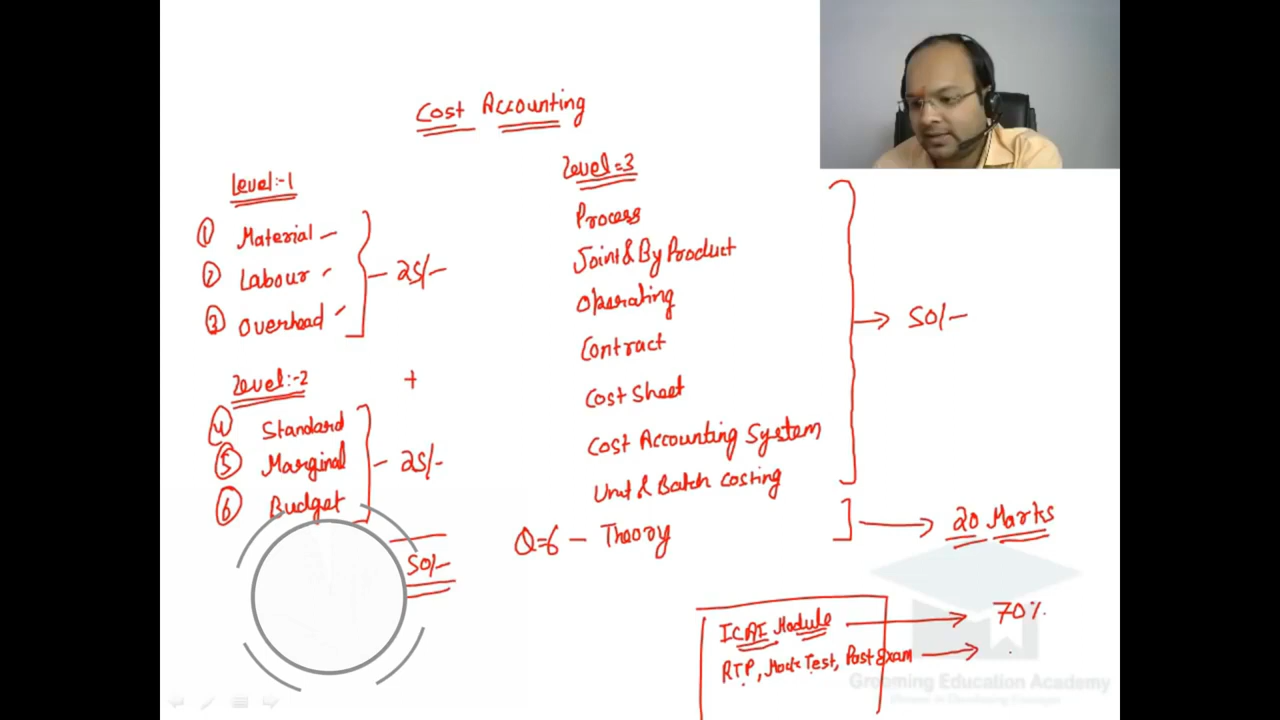 Cost Accounting
Level:-1
① Material -
② Labour
③ Overhead
- 25/-
Level:-2
+
④ Standard
⑤ Marginal
⑥ Budget
- 25/-
50/-
Level=3
Process
Joint & By Product
Operating
Contract
Cost Sheet
Cost Accounting System
Unit & Batch Costing
→ 50/-
Q=6 - Theory → 20 Marks
ICAI Module → 70%
RTP, Mock Test, Past Exam →
Grooming Education Academy